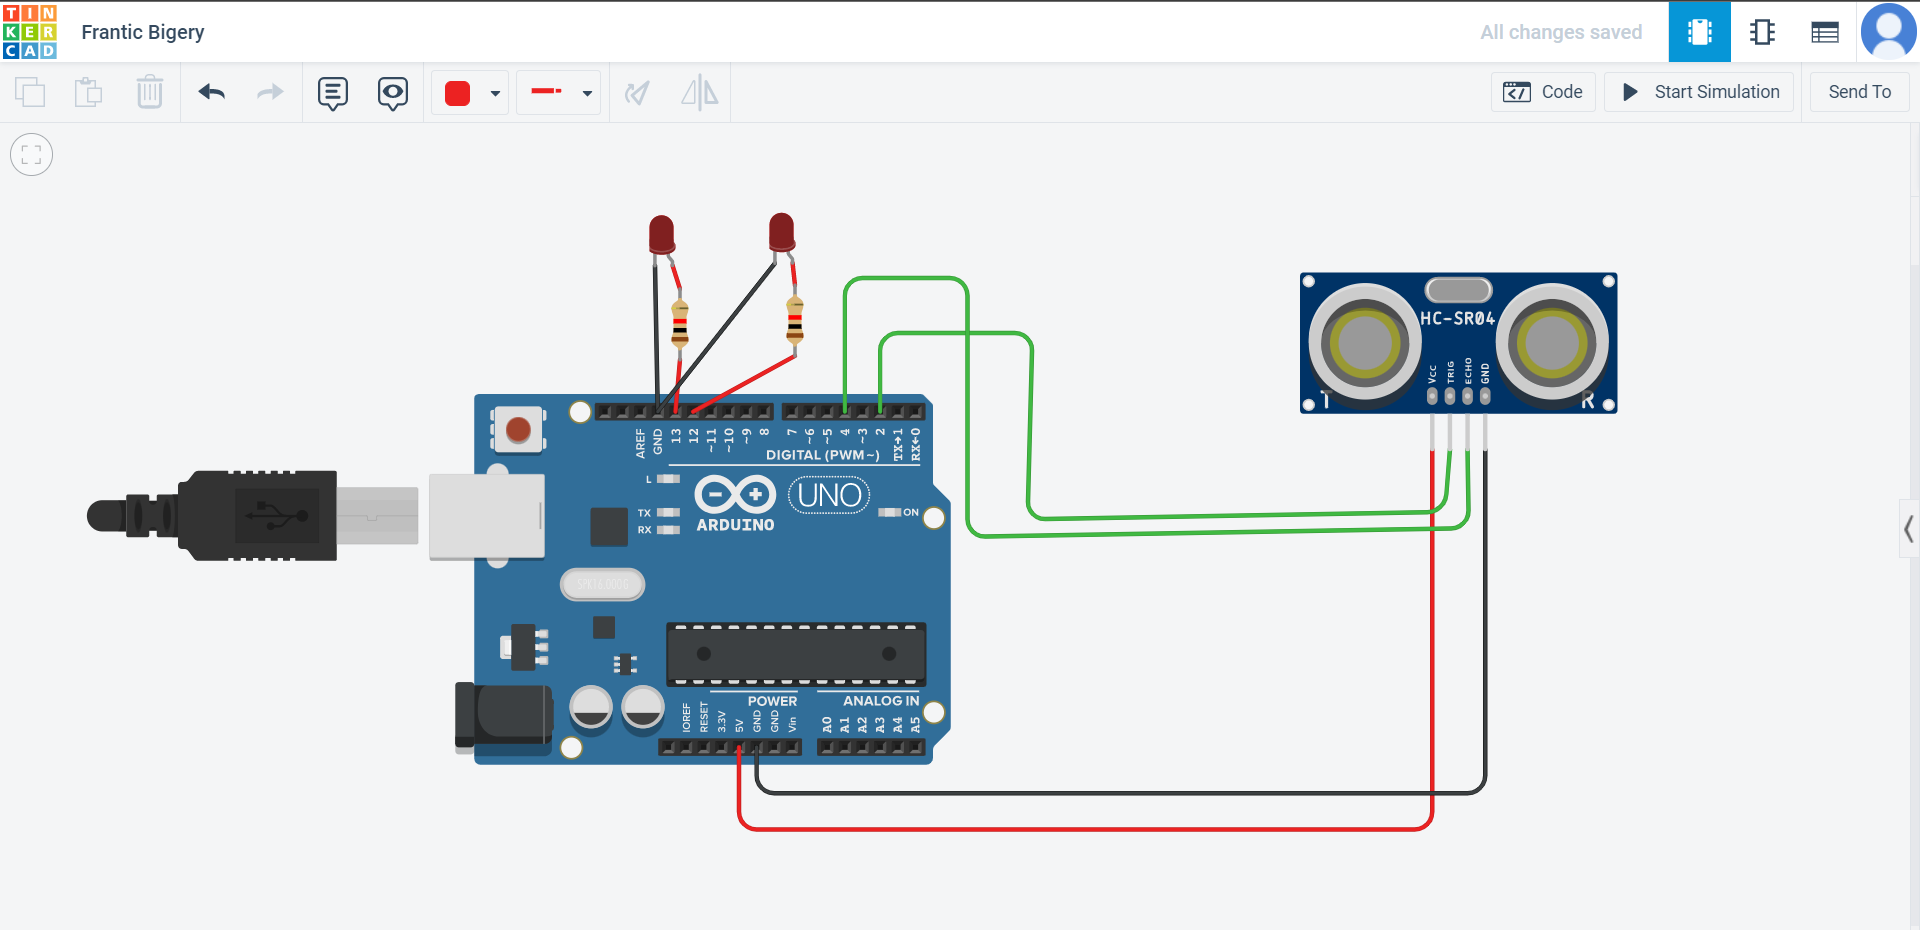 TIN
KER
CAD
Frantic Bigery
All changes saved
Code
Start Simulation
Send To
HC-SR04
VCC
TRIG
ECHO
GND
T
R
AREF
GND
13
12
~11
~10
~9
8
7
~6
~5
4
~3
2
TX→1
RX←0
DIGITAL (PWM~)
L
TX
RX
ARDUINO
UNO
ON
SPK16.000G
POWER
ANALOG IN
IOREF
RESET
3.3V
5V
GND
GND
Vin
A0
A1
A2
A3
A4
A5